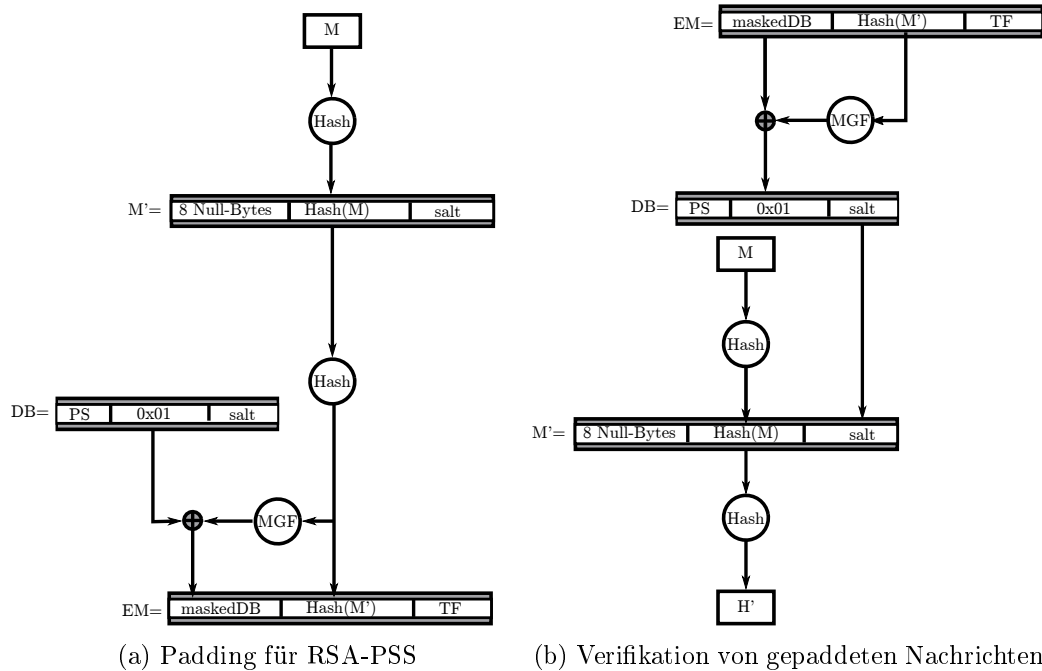 M
Hash
M'= 8 Null-Bytes Hash(M) salt
Hash
DB= PS 0x01 salt
MGF
EM= maskedDB Hash(M') TF
(a) Padding für RSA-PSS
EM= maskedDB Hash(M') TF
MGF
DB= PS 0x01 salt
M
Hash
M'= 8 Null-Bytes Hash(M) salt
Hash
H'
(b) Verifikation von gepaddeten Nachrichten